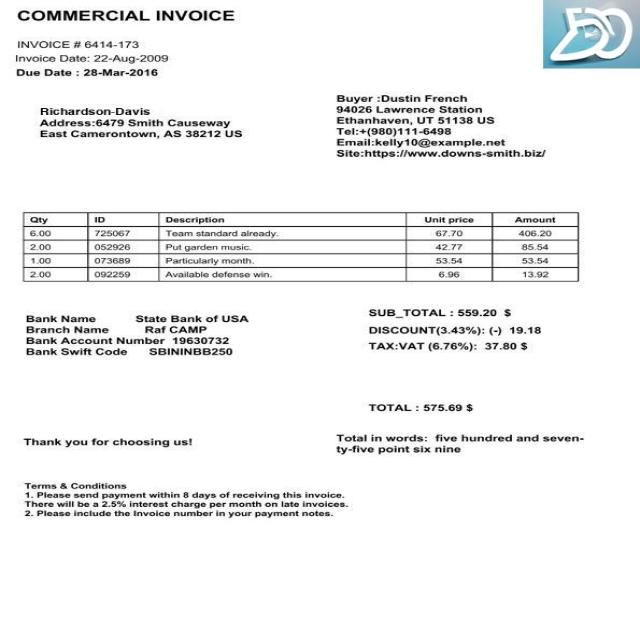 COMMERCIAL INVOICE
INVOICE # 6414-173
Invoice Date: 22-Aug-2009
Due Date : 28-Mar-2016
Richardson-Davis
Address:6479 Smith Causeway
East Camerontown, AS 38212 US
Buyer :Dustin French
94026 Lawrence Station
Ethanhaven, UT 51138 US
Tel:+(980)111-6498
Email:kelly10@example.net
Site:https://www.downs-smith.biz/
Qty ID Description Unit price Amount
6.00 725067 Team standard already. 67.70 406.20
2.00 052926 Put garden music. 42.77 85.54
1.00 073689 Particularly month. 53.54 53.54
2.00 092259 Available defense win. 6.96 13.92
Bank Name State Bank of USA
Branch Name Raf CAMP
Bank Account Number 19630732
Bank Swift Code SBININBB250
SUB_TOTAL : 559.20 $
DISCOUNT(3.43%): (-) 19.18
TAX:VAT (6.76%): 37.80 $
TOTAL : 575.69 $
Thank you for choosing us!
Total in words: five hundred and seven-
ty-five point six nine
Terms & Conditions
1. Please send payment within 8 days of receiving this invoice.
There will be a 2.5% interest charge per month on late invoices.
2. Please include the Invoice number in your payment notes.